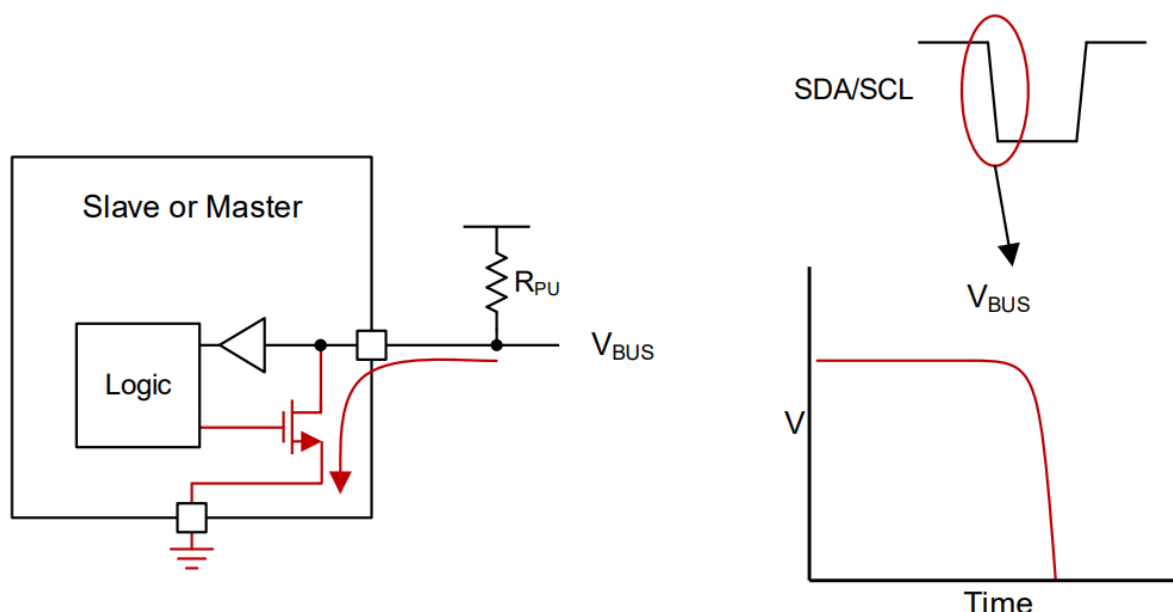 SDA/SCL
Slave or Master
RPU
VBUS
Logic
VBUS
V
Time